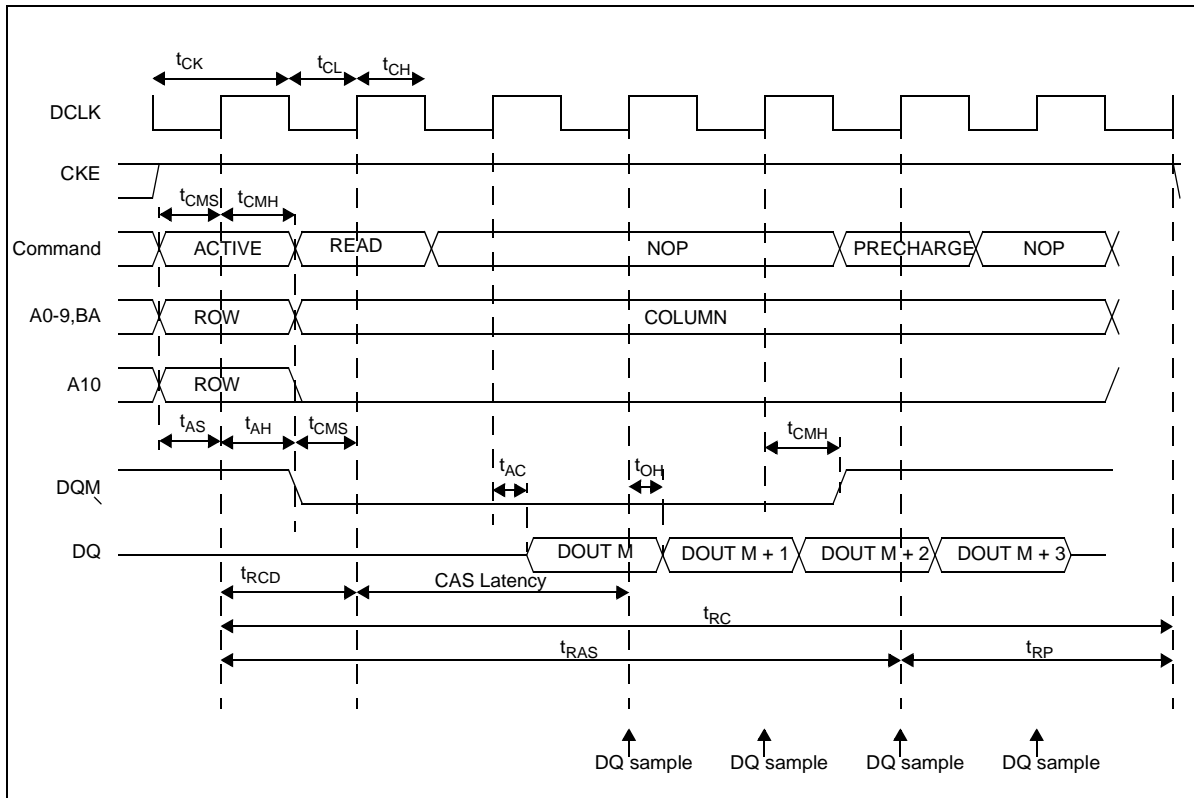 tCK tCL tCH
DCLK
CKE
tCMS tCMH
Command ACTIVE READ NOP PRECHARGE NOP
A0-9,BA ROW COLUMN
A10 ROW
tAS tAH tCMS tCMH
tAC tOH
DQM
DQ DOUT M DOUT M + 1 DOUT M + 2 DOUT M + 3
tRCD CAS Latency
tRC
tRAS tRP
DQ sample DQ sample DQ sample DQ sample